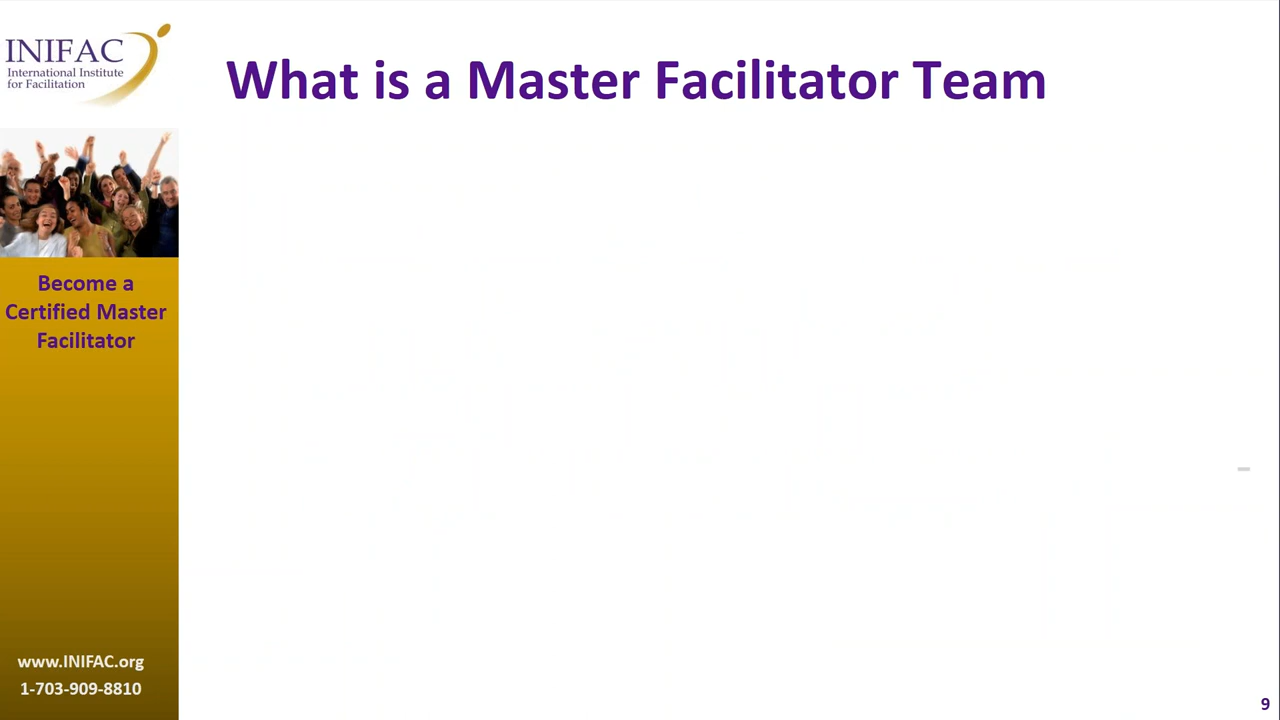 INIFAC
International Institute
for Facilitation
What is a Master Facilitator Team
Become a
Certified Master
Facilitator
www.INIFAC.org
1-703-909-8810
9